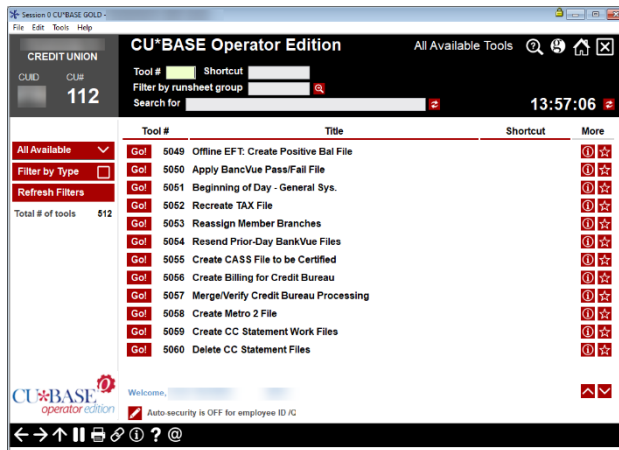 Session 0 CU*BASE GOLD -
File Edit Tools Help
CREDIT UNION
CUID CU#
112
CU*BASE Operator Edition
All Available Tools
Tool # Shortcut
Filter by runsheet group
Search for
13:57:06
Tool # Title Shortcut More
All Available
Filter by Type
Refresh Filters
Total # of tools 512
Go! 5049 Offline EFT: Create Positive Bal File
Go! 5050 Apply BancVue Pass/Fail File
Go! 5051 Beginning of Day - General Sys.
Go! 5052 Recreate TAX File
Go! 5053 Reassign Member Branches
Go! 5054 Resend Prior-Day BankVue Files
Go! 5055 Create CASS File to be Certified
Go! 5056 Create Billing for Credit Bureau
Go! 5057 Merge/Verify Credit Bureau Processing
Go! 5058 Create Metro 2 File
Go! 5059 Create CC Statement Work Files
Go! 5060 Delete CC Statement Files
CU*BASE
operator edition
Welcome,
Auto-security is OFF for employee ID /C